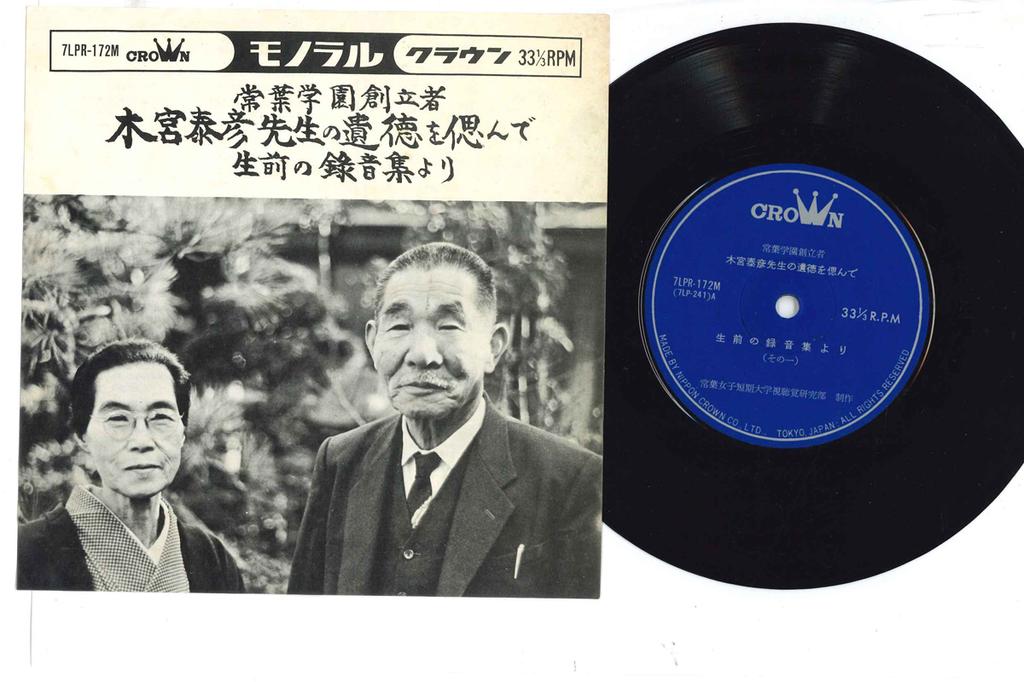 7LPR-172M CROWN モノラル クラウン 33⅓RPM
常葉学園創立者
木宮泰彦先生の遺徳を偲んで
生前の録音集より
CROWN
常葉学園創立者
木宮泰彦先生の遺徳を偲んで
7LPR-172M
(7LP-241)A
33⅓ R.P.M
生前の録音集より
(その一)
常葉女子短期大学視聴覚研究部 制作
MADE BY NIPPON CROWN CO. LTD., TOKYO, JAPAN · ALL RIGHTS RESERVED